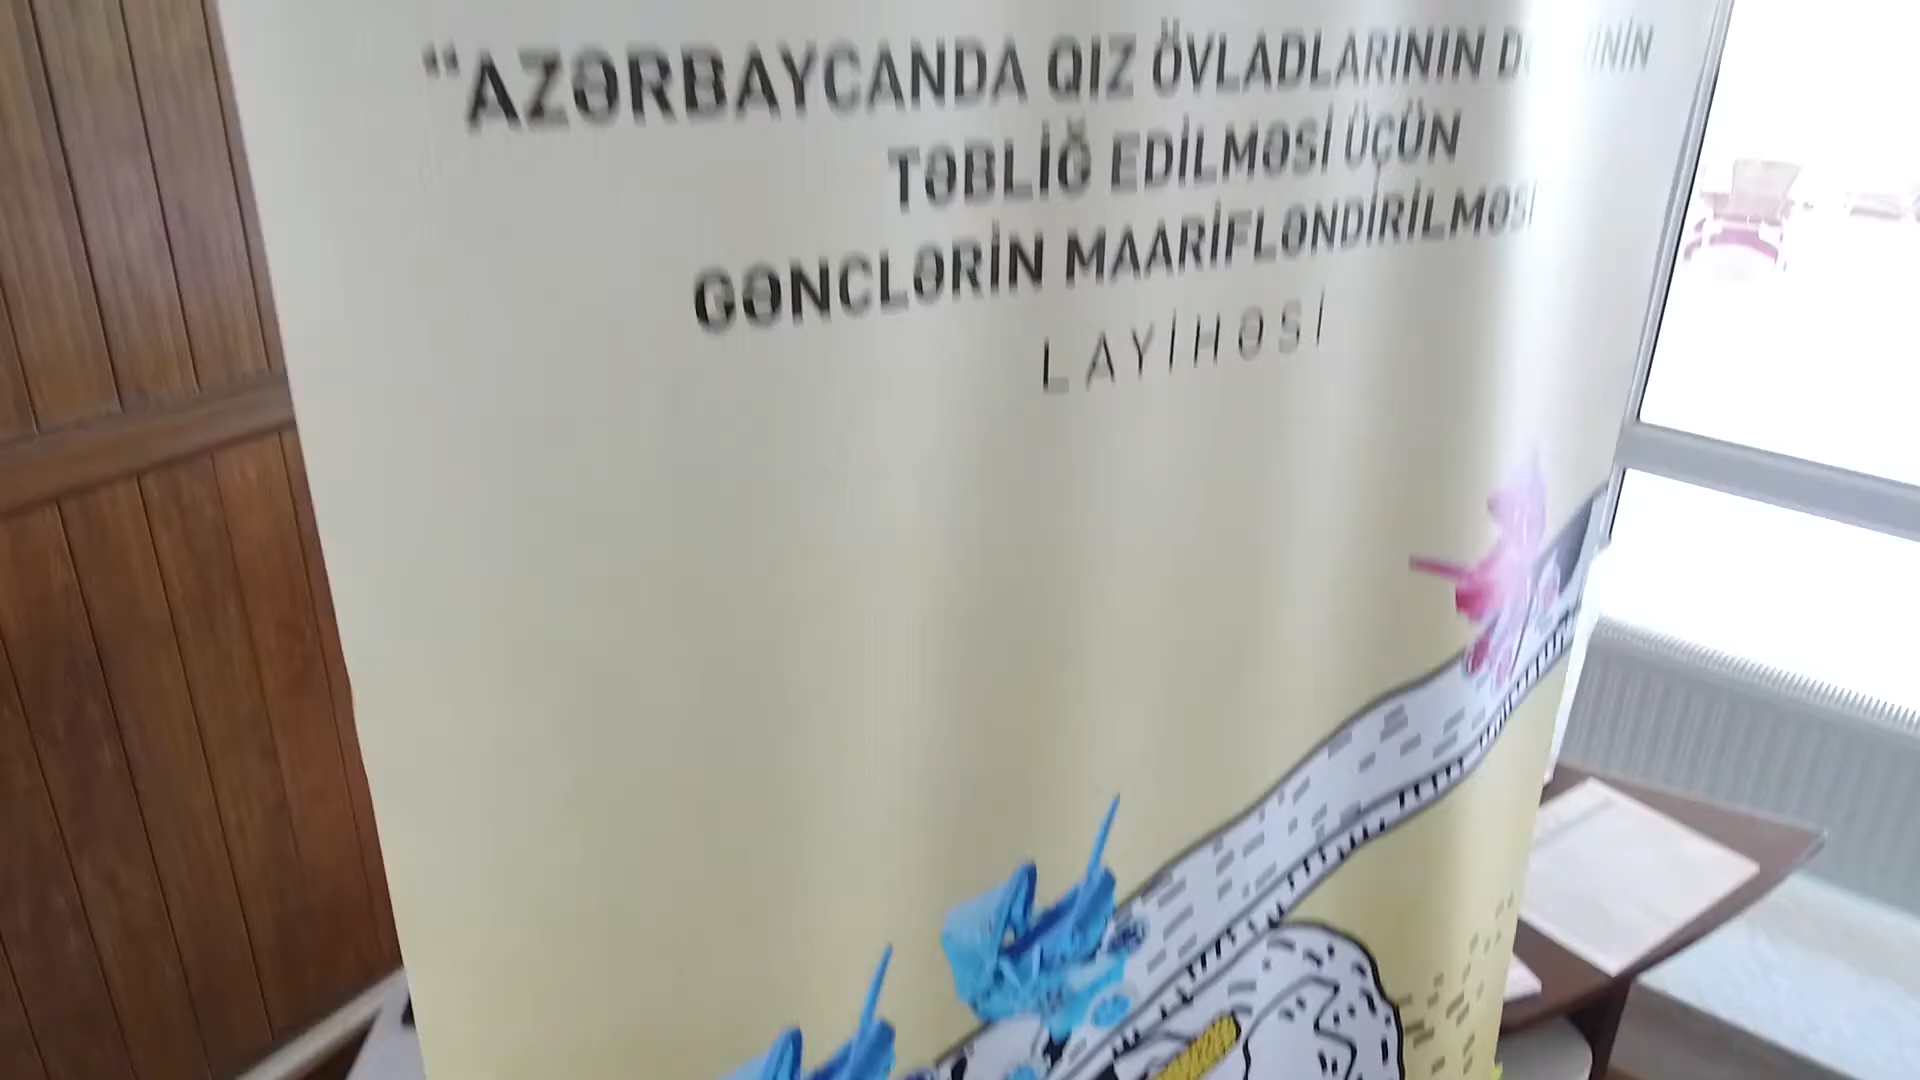 "AZƏRBAYCANDA QIZ ÖVLADLARININ
TƏBLİĞ EDİLMƏSİ ÜÇÜN
GƏNCLƏRİN MAARİFLƏNDİRİLMƏSİ
LAYİHƏSİ